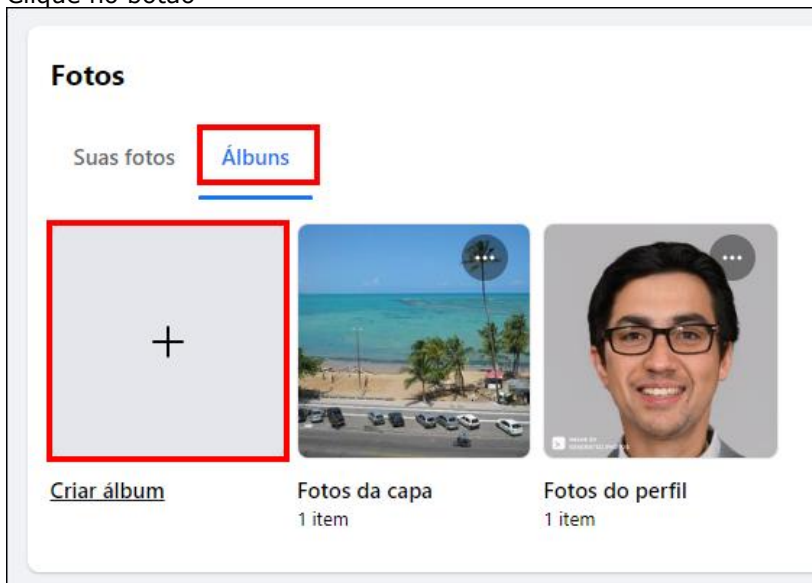 Clique no botão
Fotos
Suas fotos Álbuns
Criar álbum Fotos da capa Fotos do perfil
1 item 1 item